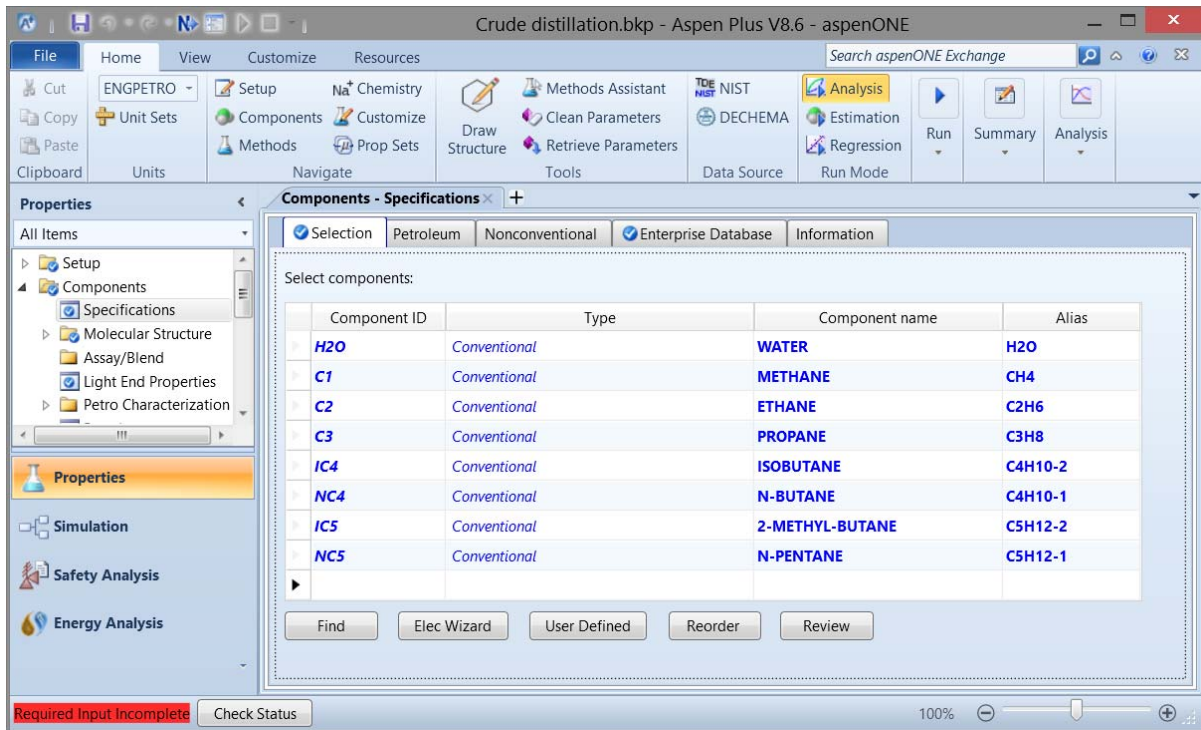 Crude distillation.bkp - Aspen Plus V8.6 - aspenONE
File Home View Customize Resources Search aspenONE Exchange
Cut ENGPETRO Setup Na+ Chemistry Methods Assistant NIST Analysis
Copy Unit Sets Components Customize Draw Structure Clean Parameters DECHEMA Estimation Run Summary Analysis
Paste Methods Prop Sets Retrieve Parameters Regression
Clipboard Units Navigate Tools Data Source Run Mode
Properties Components - Specifications
All Items Selection Petroleum Nonconventional Enterprise Database Information
Setup
Components
Specifications
Molecular Structure
Assay/Blend
Light End Properties
Petro Characterization
Properties
Simulation
Safety Analysis
Energy Analysis
Select components:
Component ID Type Component name Alias
H2O Conventional WATER H2O
C1 Conventional METHANE CH4
C2 Conventional ETHANE C2H6
C3 Conventional PROPANE C3H8
IC4 Conventional ISOBUTANE C4H10-2
NC4 Conventional N-BUTANE C4H10-1
IC5 Conventional 2-METHYL-BUTANE C5H12-2
NC5 Conventional N-PENTANE C5H12-1
Find Elec Wizard User Defined Reorder Review
Required Input Incomplete Check Status 100%